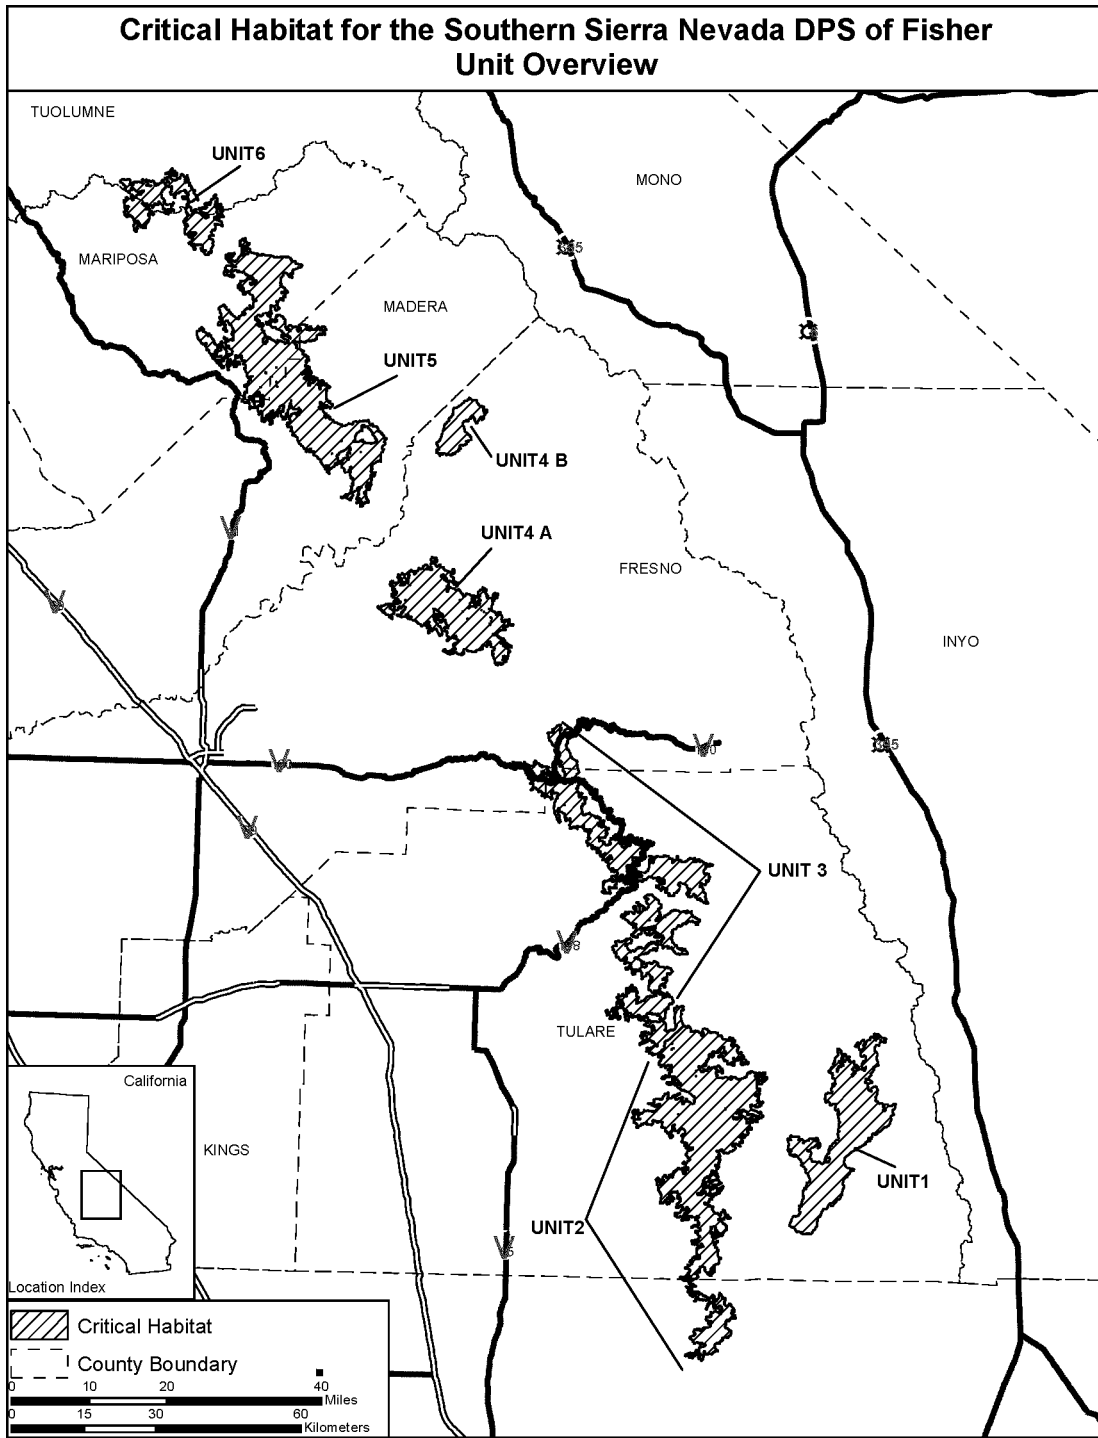 Critical Habitat for the Southern Sierra Nevada DPS of Fisher
Unit Overview
TUOLUMNE
UNIT6
MONO
MARIPOSA
MADERA
UNIT5
UNIT4 B
UNIT4 A
FRESNO
INYO
UNIT 3
TULARE
California
KINGS
UNIT1
UNIT2
Location Index
Critical Habitat
County Boundary
0 10 20 40
Miles
0 15 30 60
Kilometers